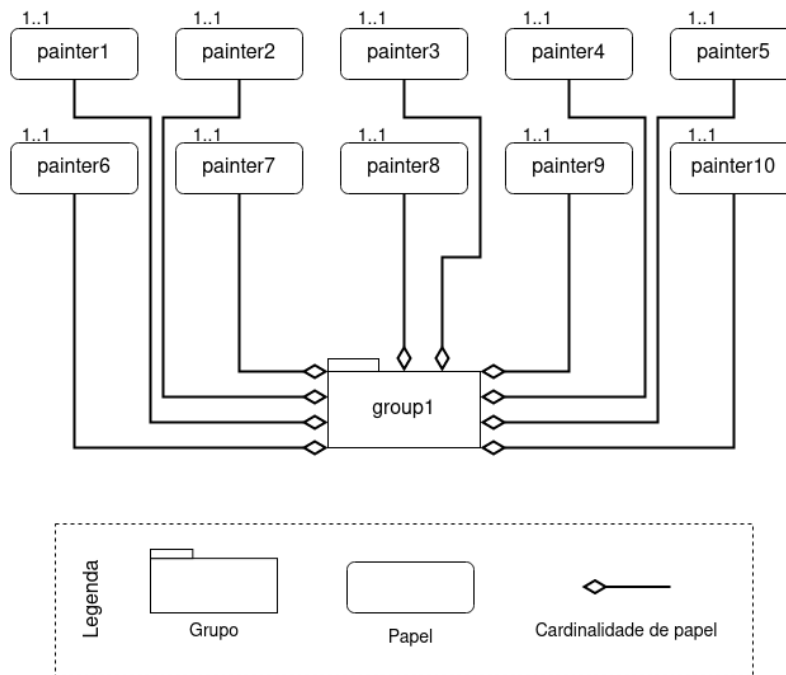 1..1 1..1 1..1 1..1 1..1
painter1 painter2 painter3 painter4 painter5
1..1 1..1 1..1 1..1 1..1
painter6 painter7 painter8 painter9 painter10
group1
Legenda
Grupo
Papel
Cardinalidade de papel